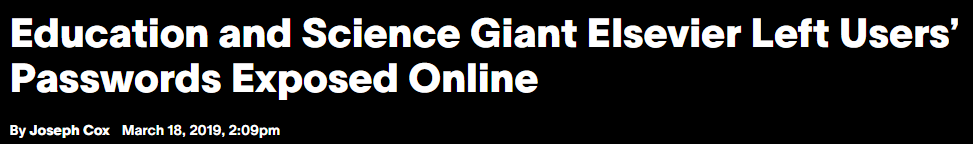 Education and Science Giant Elsevier Left Users’
Passwords Exposed Online
By Joseph Cox March 18, 2019, 2:09pm